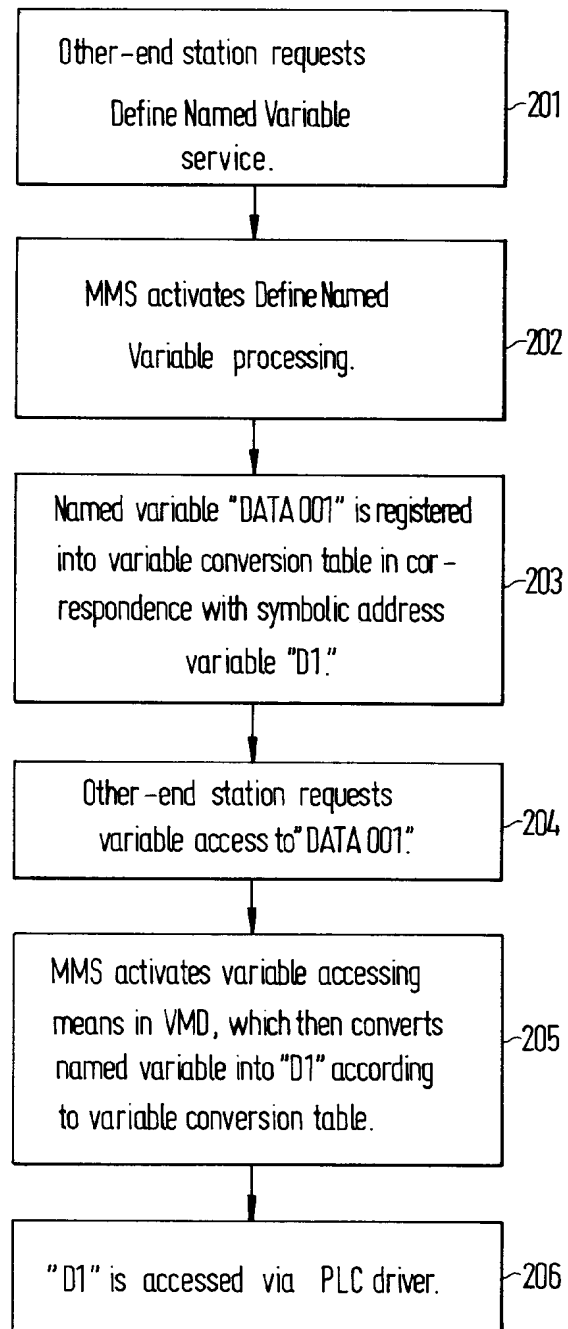 Other-end station requests
Define Named Variable
service.
201
MMS activates Define Named
Variable processing.
202
Named variable "DATA 001" is registered
into variable conversion table in cor-
respondence with symbolic address
variable "D1."
203
Other-end station requests
variable access to "DATA 001."
204
MMS activates variable accessing
means in VMD, which then converts
named variable into "D1" according
to variable conversion table.
205
"D1" is accessed via PLC driver.
206